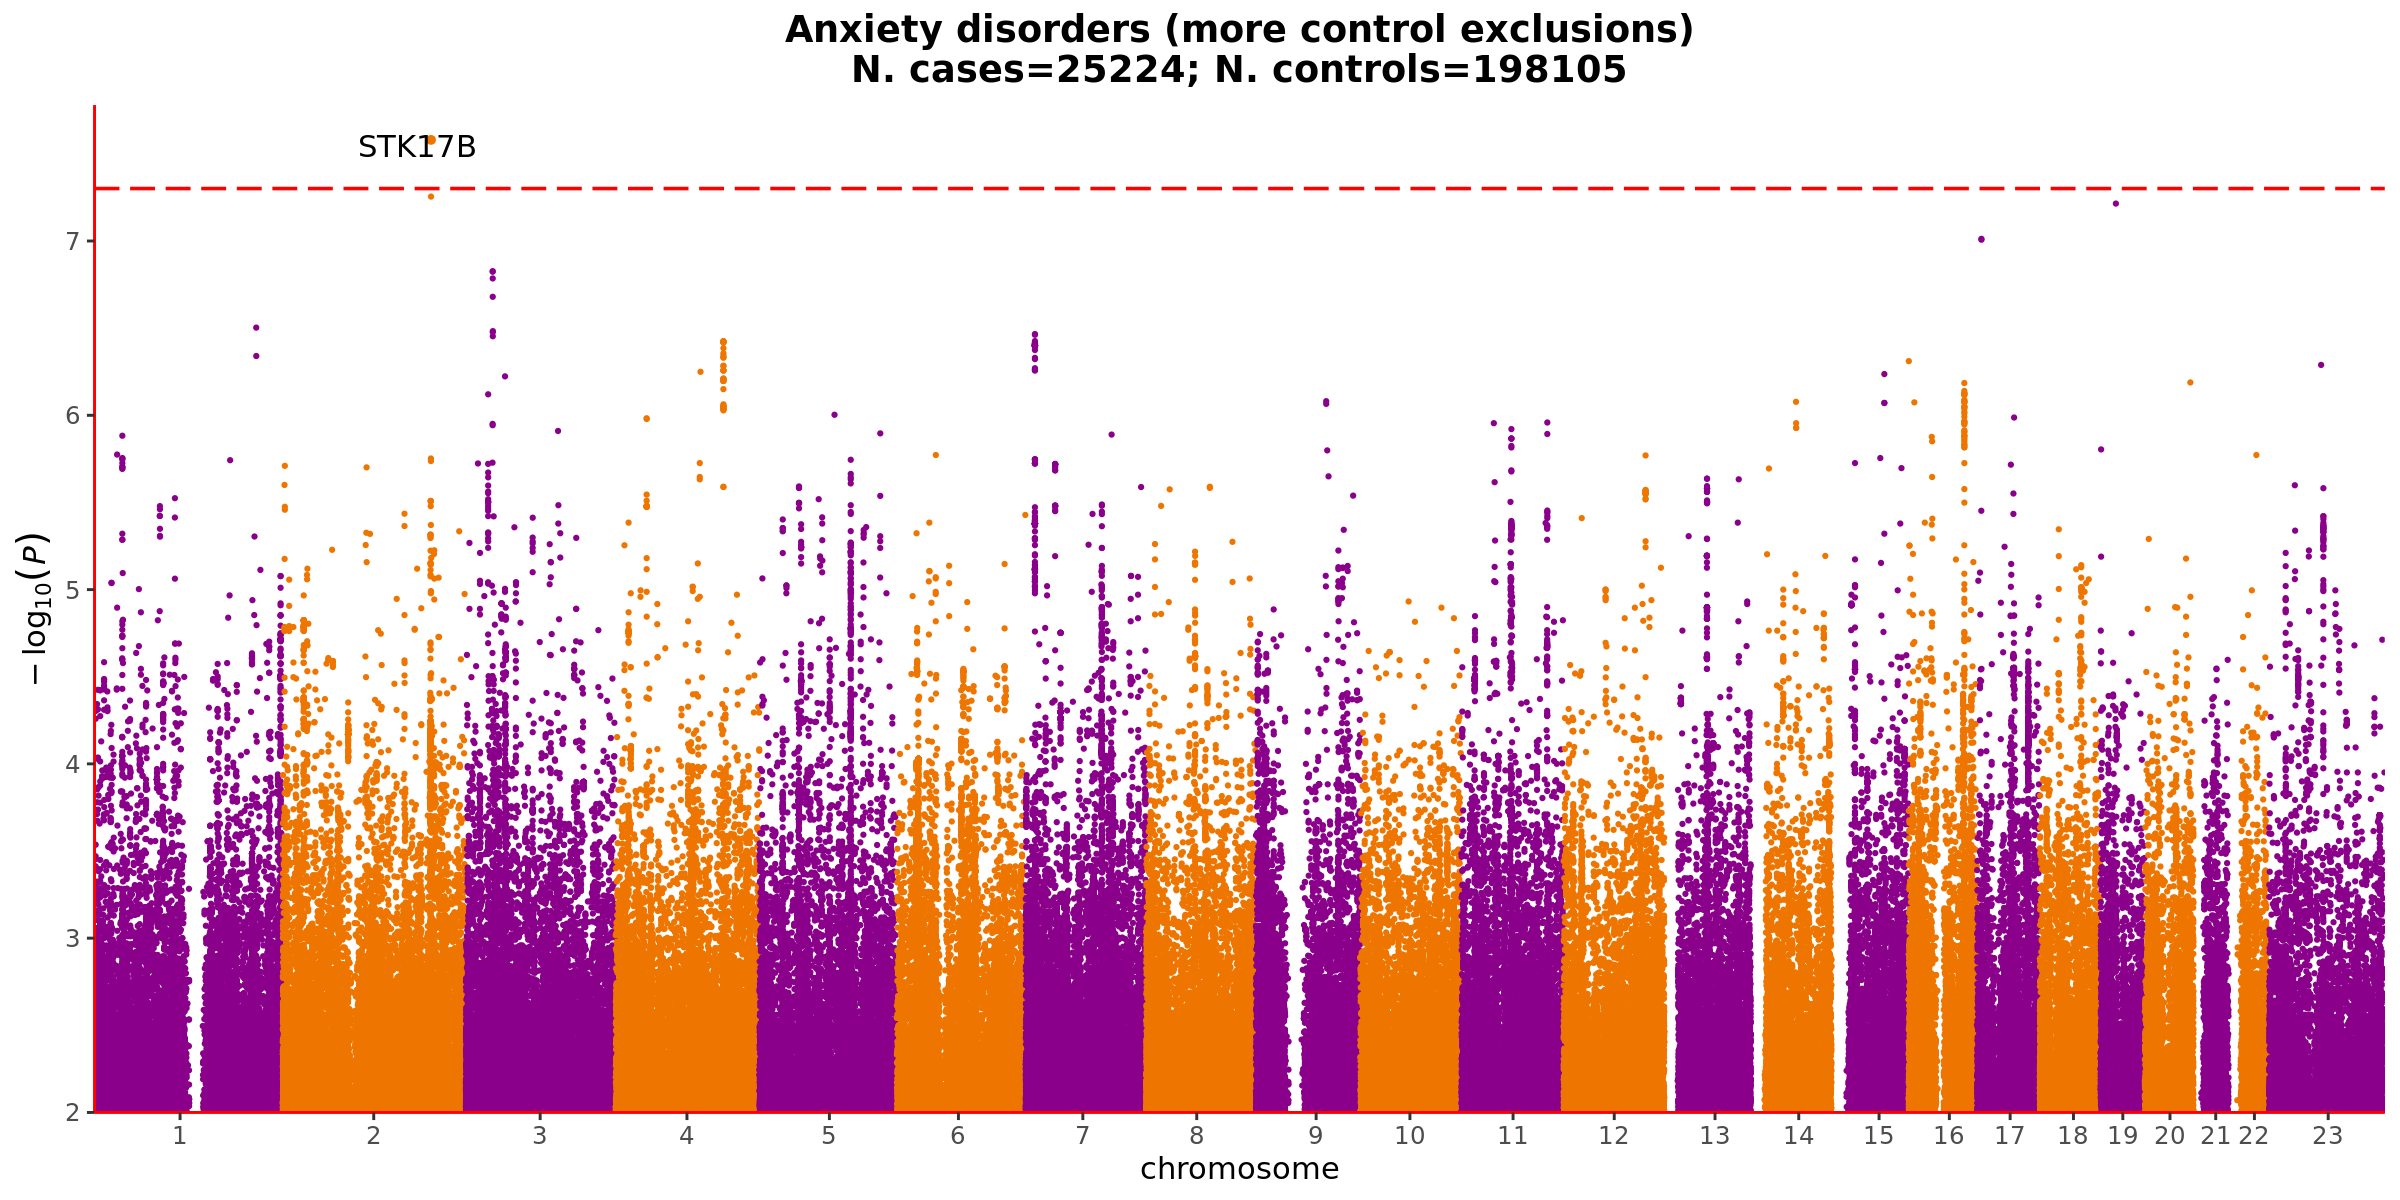 Anxiety disorders (more control exclusions)
N. cases=25224; N. controls=198105
STK17B
7
6
5
4
3
2
−log₁₀(P)
1 2 3 4 5 6 7 8 9 10 11 12 13 14 15 16 17 18 19 20 21 22 23
chromosome